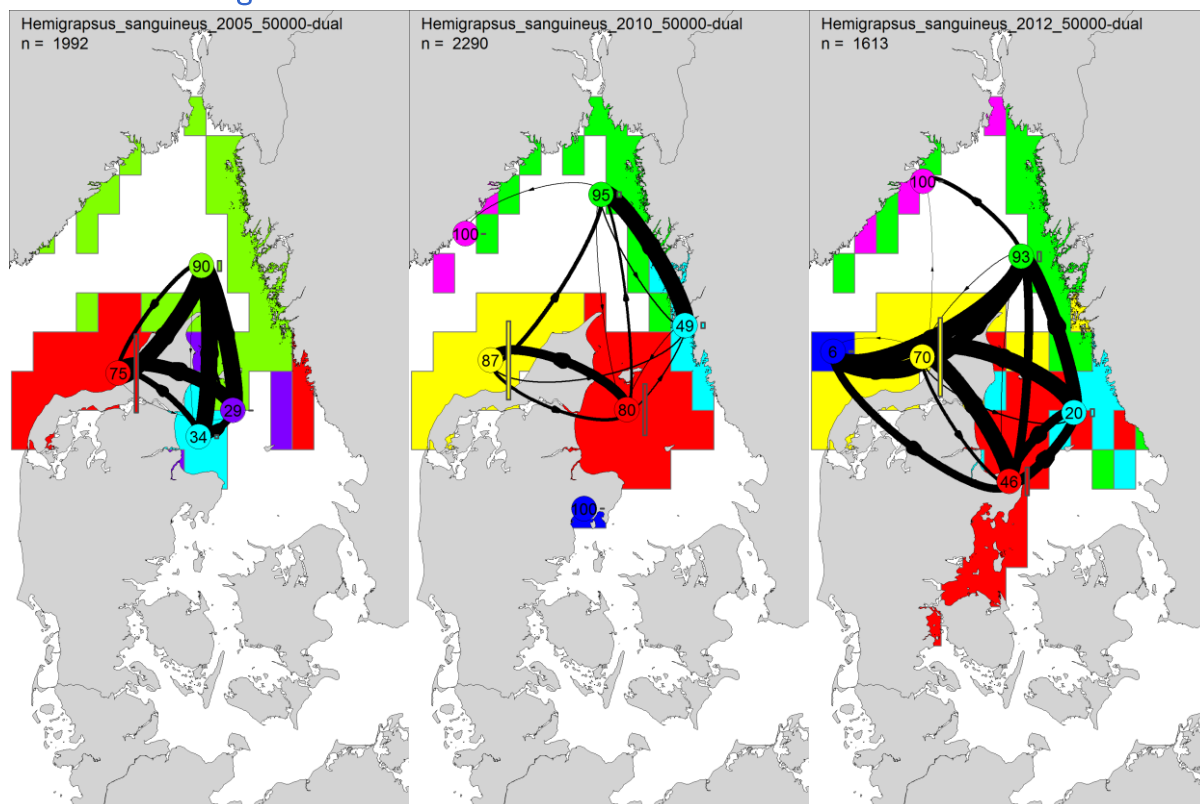 Hemigrapsus_sanguineus_2005_50000-dual
n = 1992
90
75
29
34
Hemigrapsus_sanguineus_2010_50000-dual
n = 2290
95
100
49
87
80
100
Hemigrapsus_sanguineus_2012_50000-dual
n = 1613
100
93
6
70
20
46